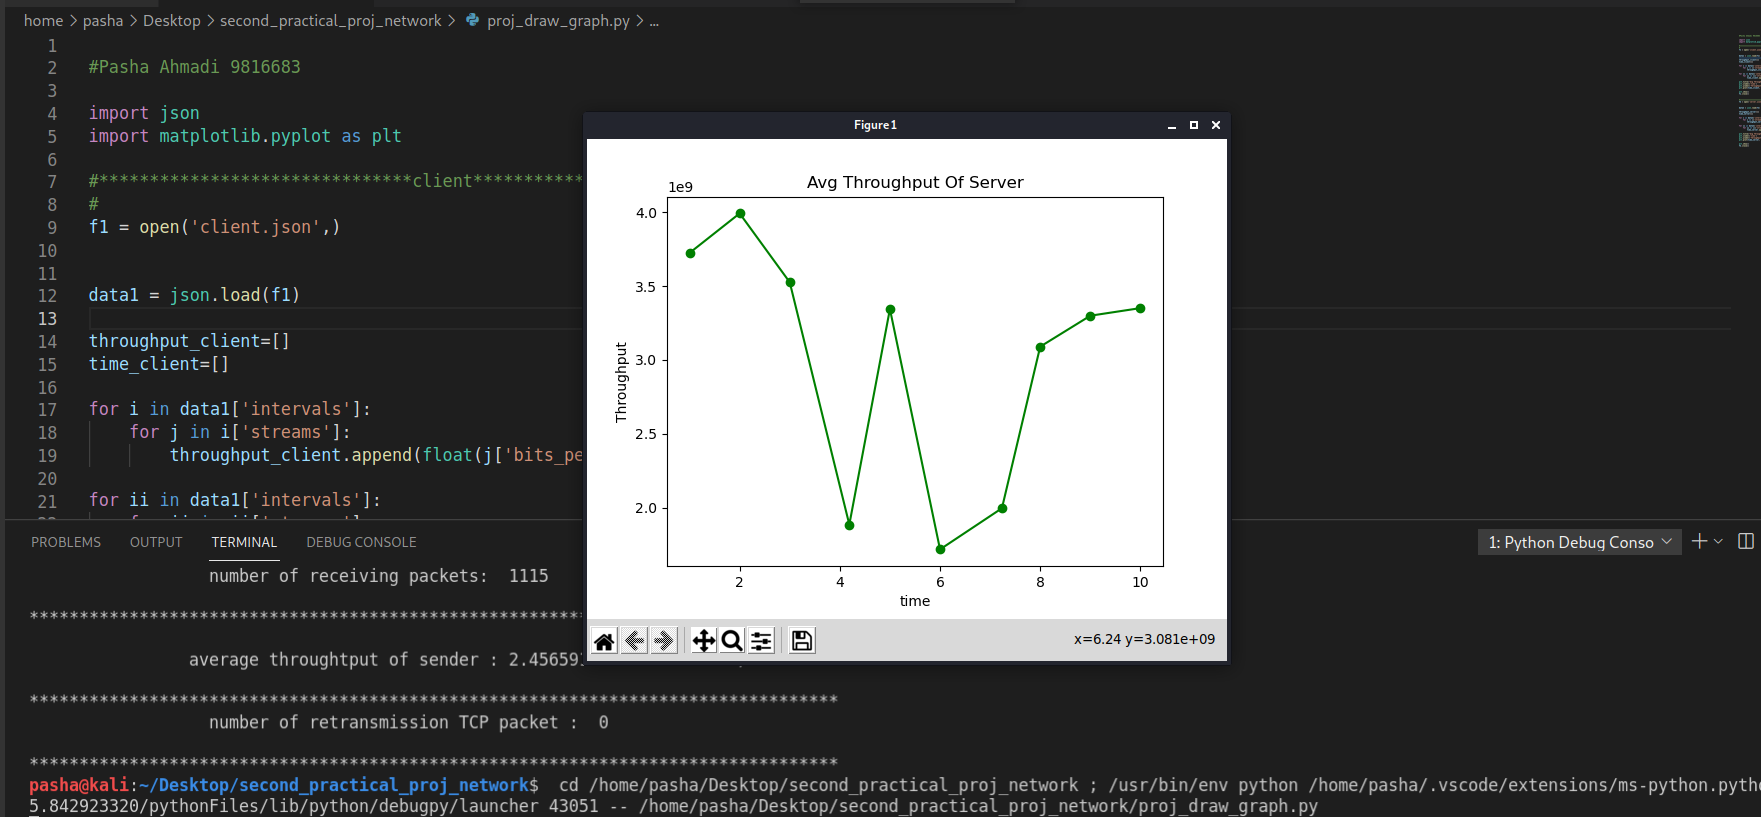 home > pasha > Desktop > second_practical_proj_network > proj_draw_graph.py > ...
1
2 #Pasha Ahmadi 9816683
3
4 import json
5 import matplotlib.pyplot as plt
6
7 #*******************************client***********
8 #
9 f1 = open('client.json',)
10
11
12 data1 = json.load(f1)
13
14 throughput_client=[]
15 time_client=[]
16
17 for i in data1['intervals']:
18 for j in i['streams']:
19 throughput_client.append(float(j['bits_pe
20
21 for ii in data1['intervals']:
Figure 1
Avg Throughput Of Server
1e9
4.0
3.5
3.0
2.5
2.0
Throughput
2 4 6 8 10
time
x=6.24 y=3.081e+09
PROBLEMS OUTPUT TERMINAL DEBUG CONSOLE
1: Python Debug Conso
number of receiving packets: 1115
********************************************************
average throughtput of sender : 2.45659
*********************************************************************************
number of retransmission TCP packet : 0
*********************************************************************************
pasha@kali:~/Desktop/second_practical_proj_network$ cd /home/pasha/Desktop/second_practical_proj_network ; /usr/bin/env python /home/pasha/.vscode/extensions/ms-python.pytho
5.842923320/pythonFiles/lib/python/debugpy/launcher 43051 -- /home/pasha/Desktop/second_practical_proj_network/proj_draw_graph.py